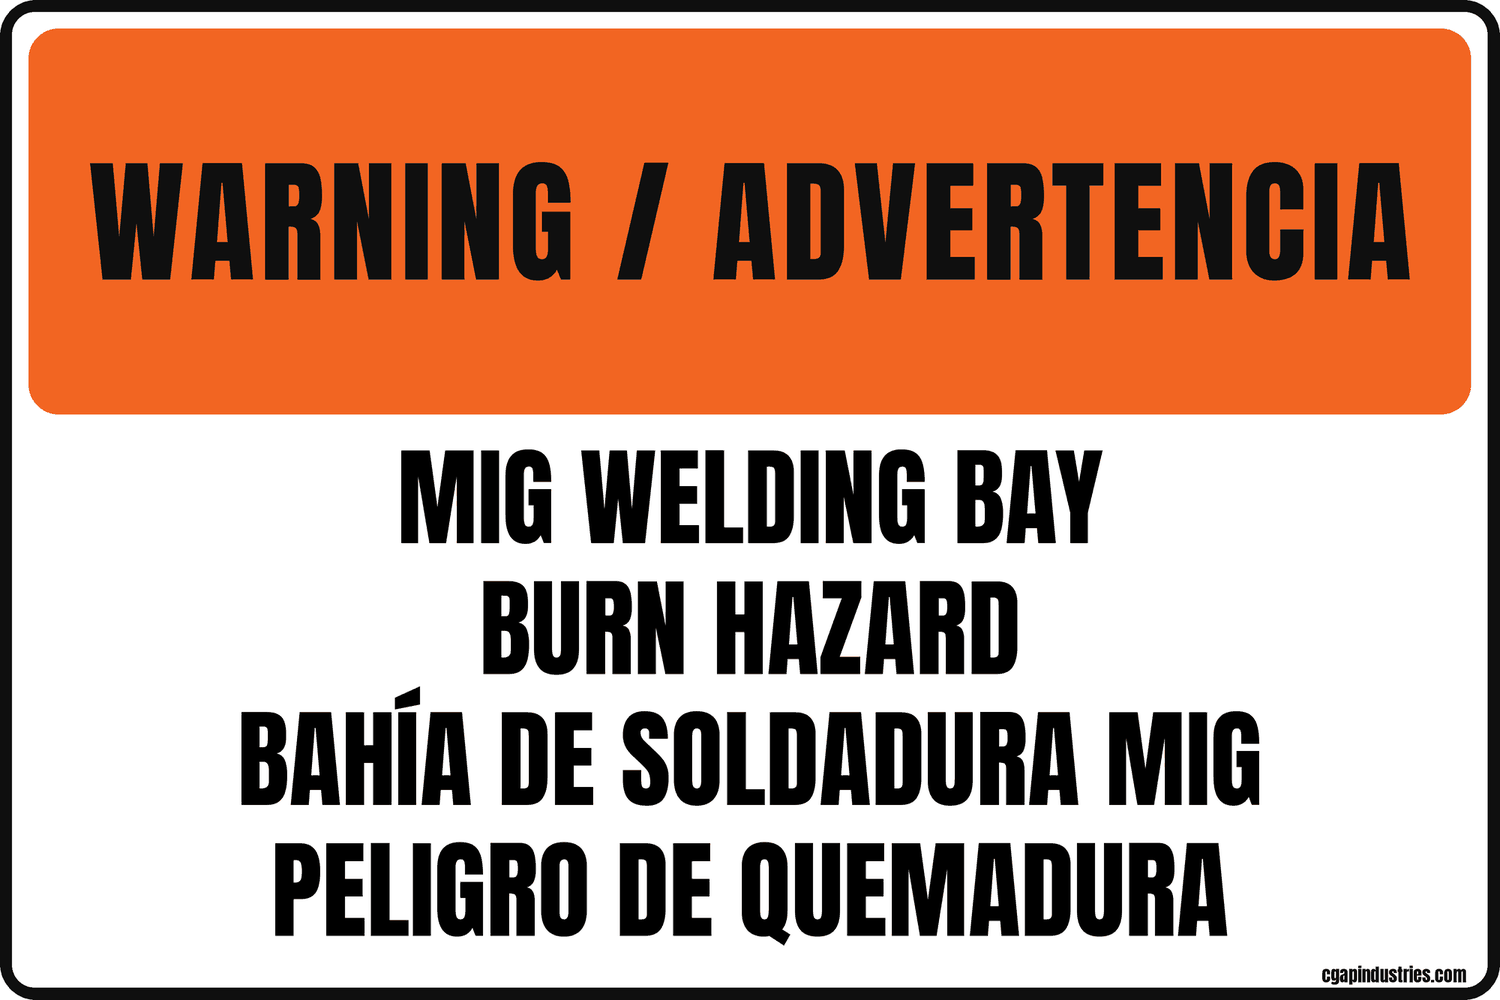 WARNING / ADVERTENCIA
MIG WELDING BAY
BURN HAZARD
BAHÍA DE SOLDADURA MIG
PELIGRO DE QUEMADURA
cgapindustries.com